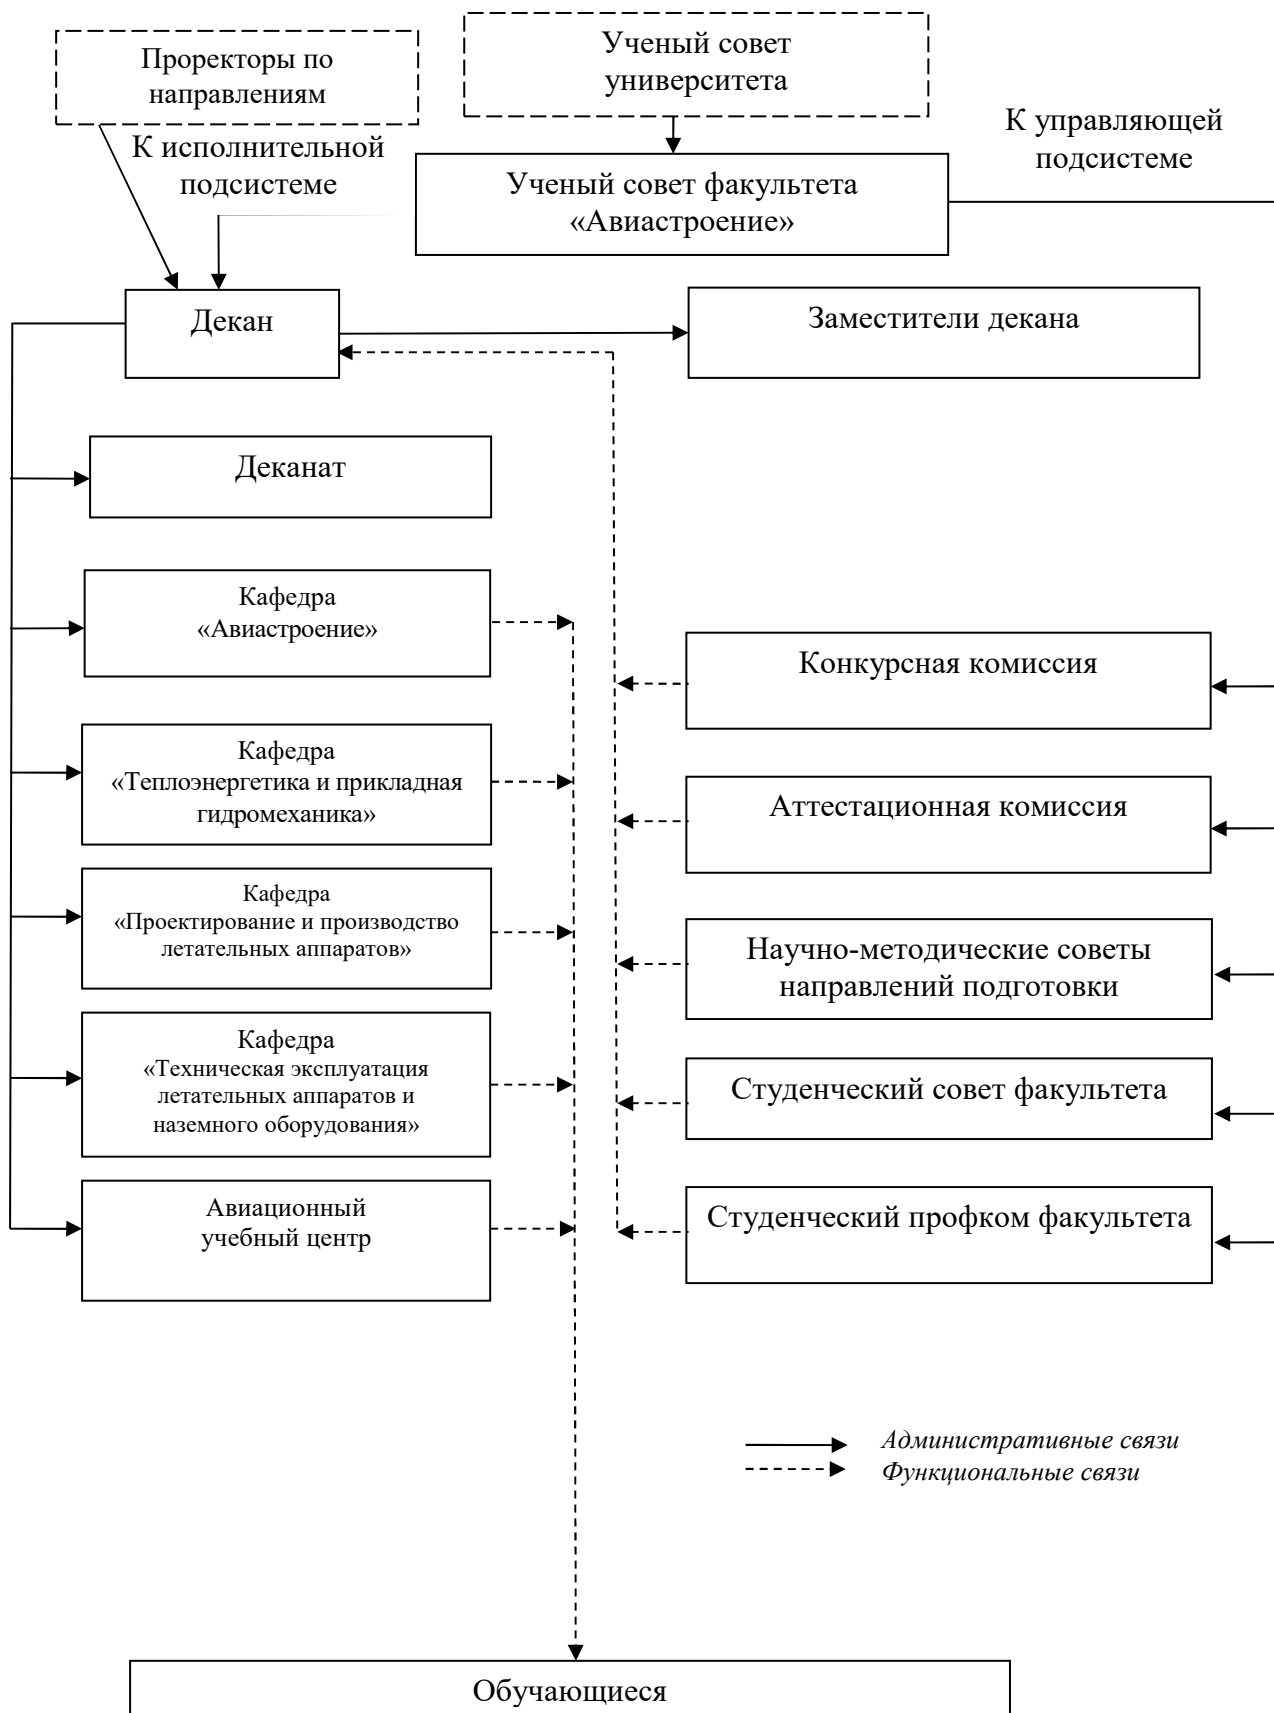 Проректоры по
направлениям
Ученый совет
университета
К исполнительной
подсистеме
К управляющей
подсистеме
Ученый совет факультета
«Авиастроение»
Декан
Заместители декана
Деканат
Кафедра
«Авиастроение»
Кафедра
«Теплоэнергетика и прикладная
гидромеханика»
Кафедра
«Проектирование и производство
летательных аппаратов»
Кафедра
«Техническая эксплуатация
летательных аппаратов и
наземного оборудования»
Авиационный
учебный центр
Конкурсная комиссия
Аттестационная комиссия
Научно-методические советы
направлений подготовки
Студенческий совет факультета
Студенческий профком факультета
Административные связи
Функциональные связи
Обучающиеся